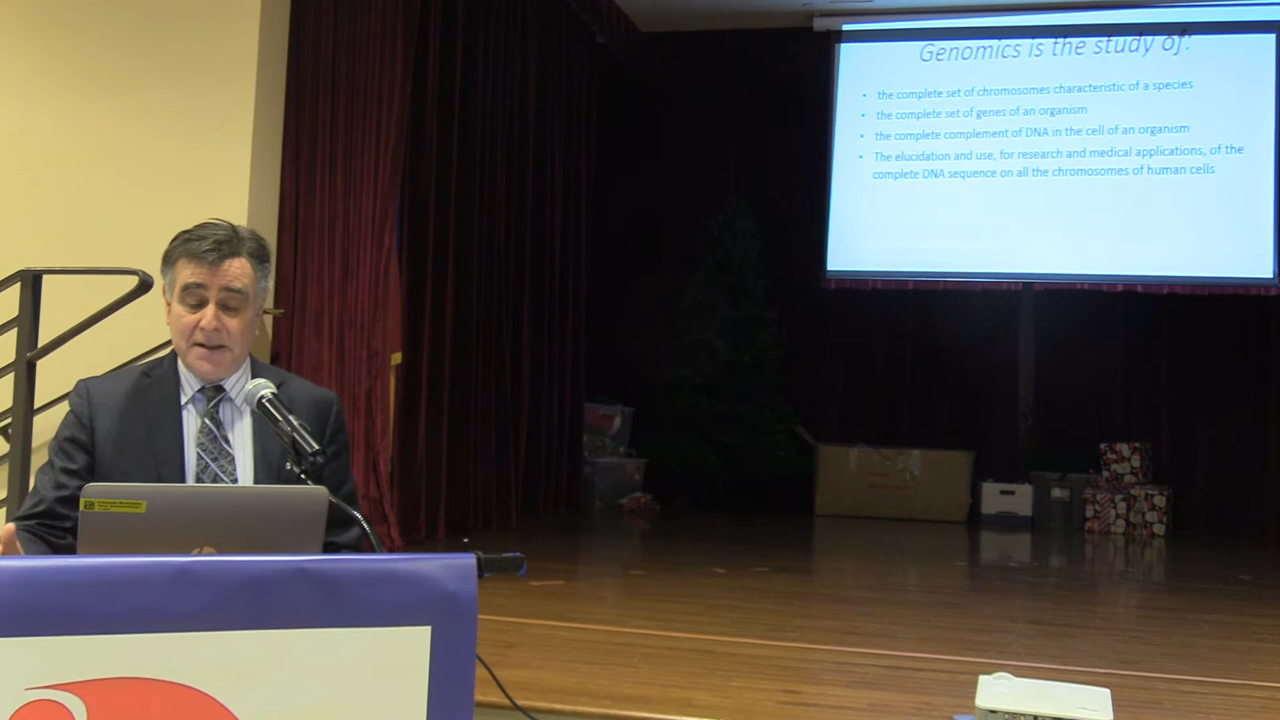 Genomics is the study of:
• the complete set of chromosomes characteristic of a species
• the complete set of genes of an organism
• the complete complement of DNA in the cell of an organism
• The elucidation and use, for research and medical applications, of the
complete DNA sequence on all the chromosomes of human cells